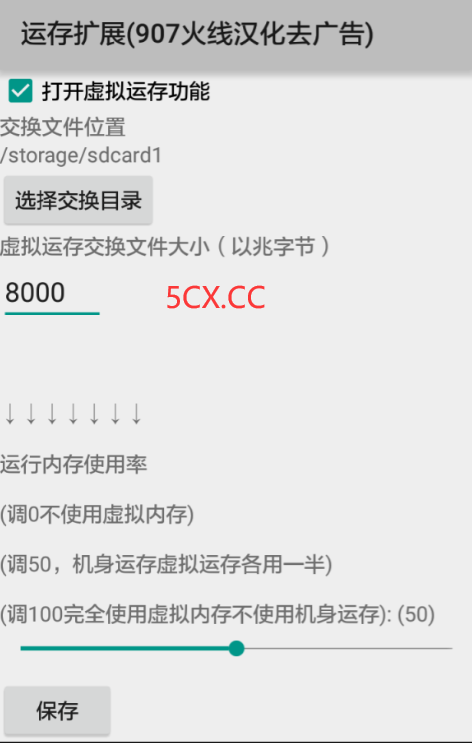 运存扩展(907火线汉化去广告)
打开虚拟运存功能
交换文件位置
/storage/sdcard1
选择交换目录
虚拟运存交换文件大小（以兆字节）
8000
5CX.CC
↓↓↓↓↓↓↓
运行内存使用率
(调0不使用虚拟内存)
(调50，机身运存虚拟运存各用一半)
(调100完全使用虚拟内存不使用机身运存): (50)
保存